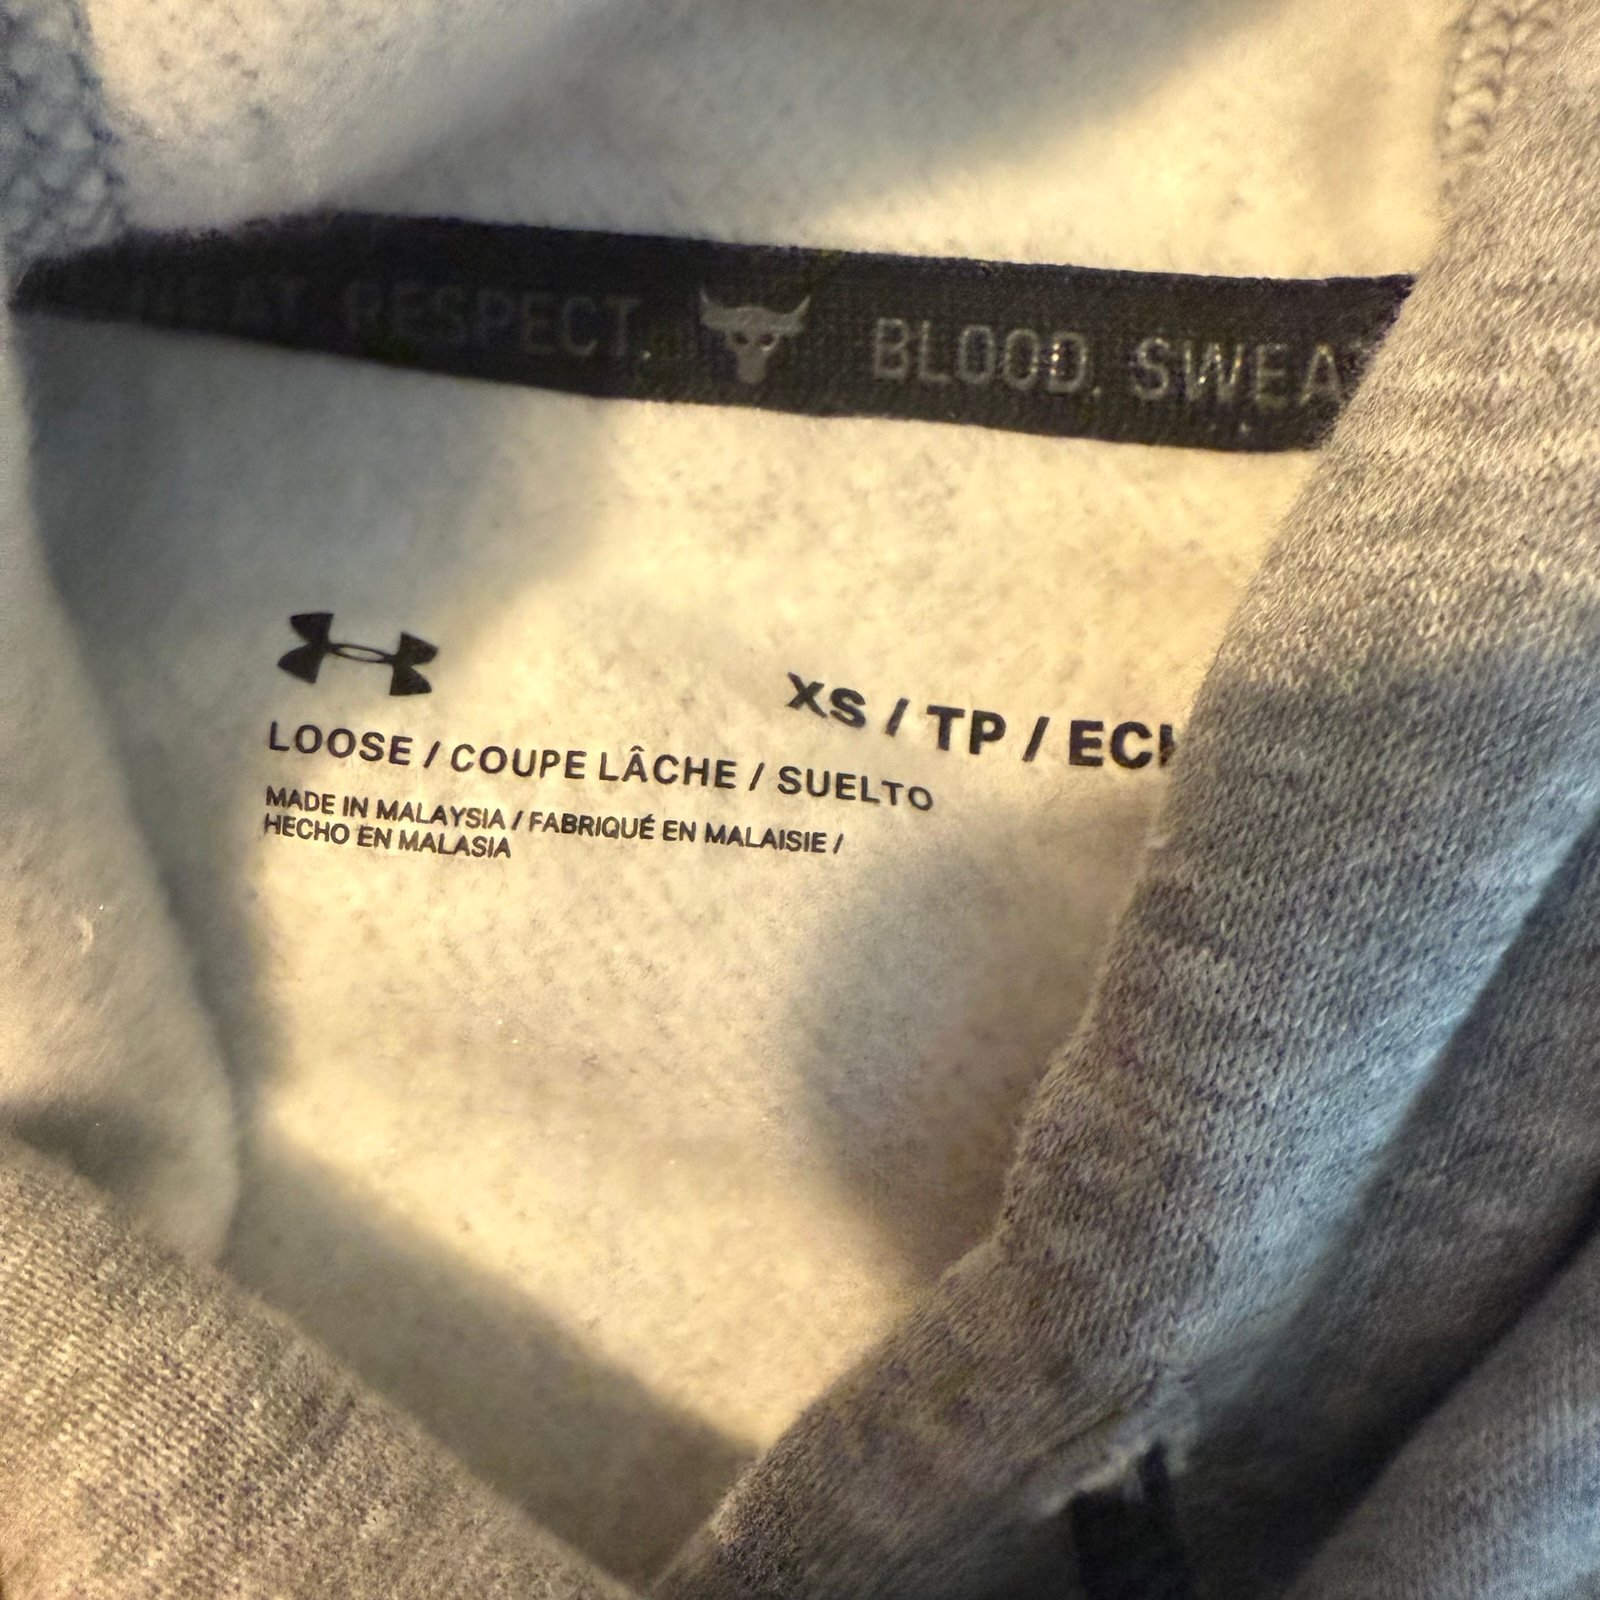 RESPECT. BLOOD. SWEA
XS / TP / EC
LOOSE / COUPE LÂCHE / SUELTO
MADE IN MALAYSIA / FABRIQUÉ EN MALAISIE /
HECHO EN MALASIA